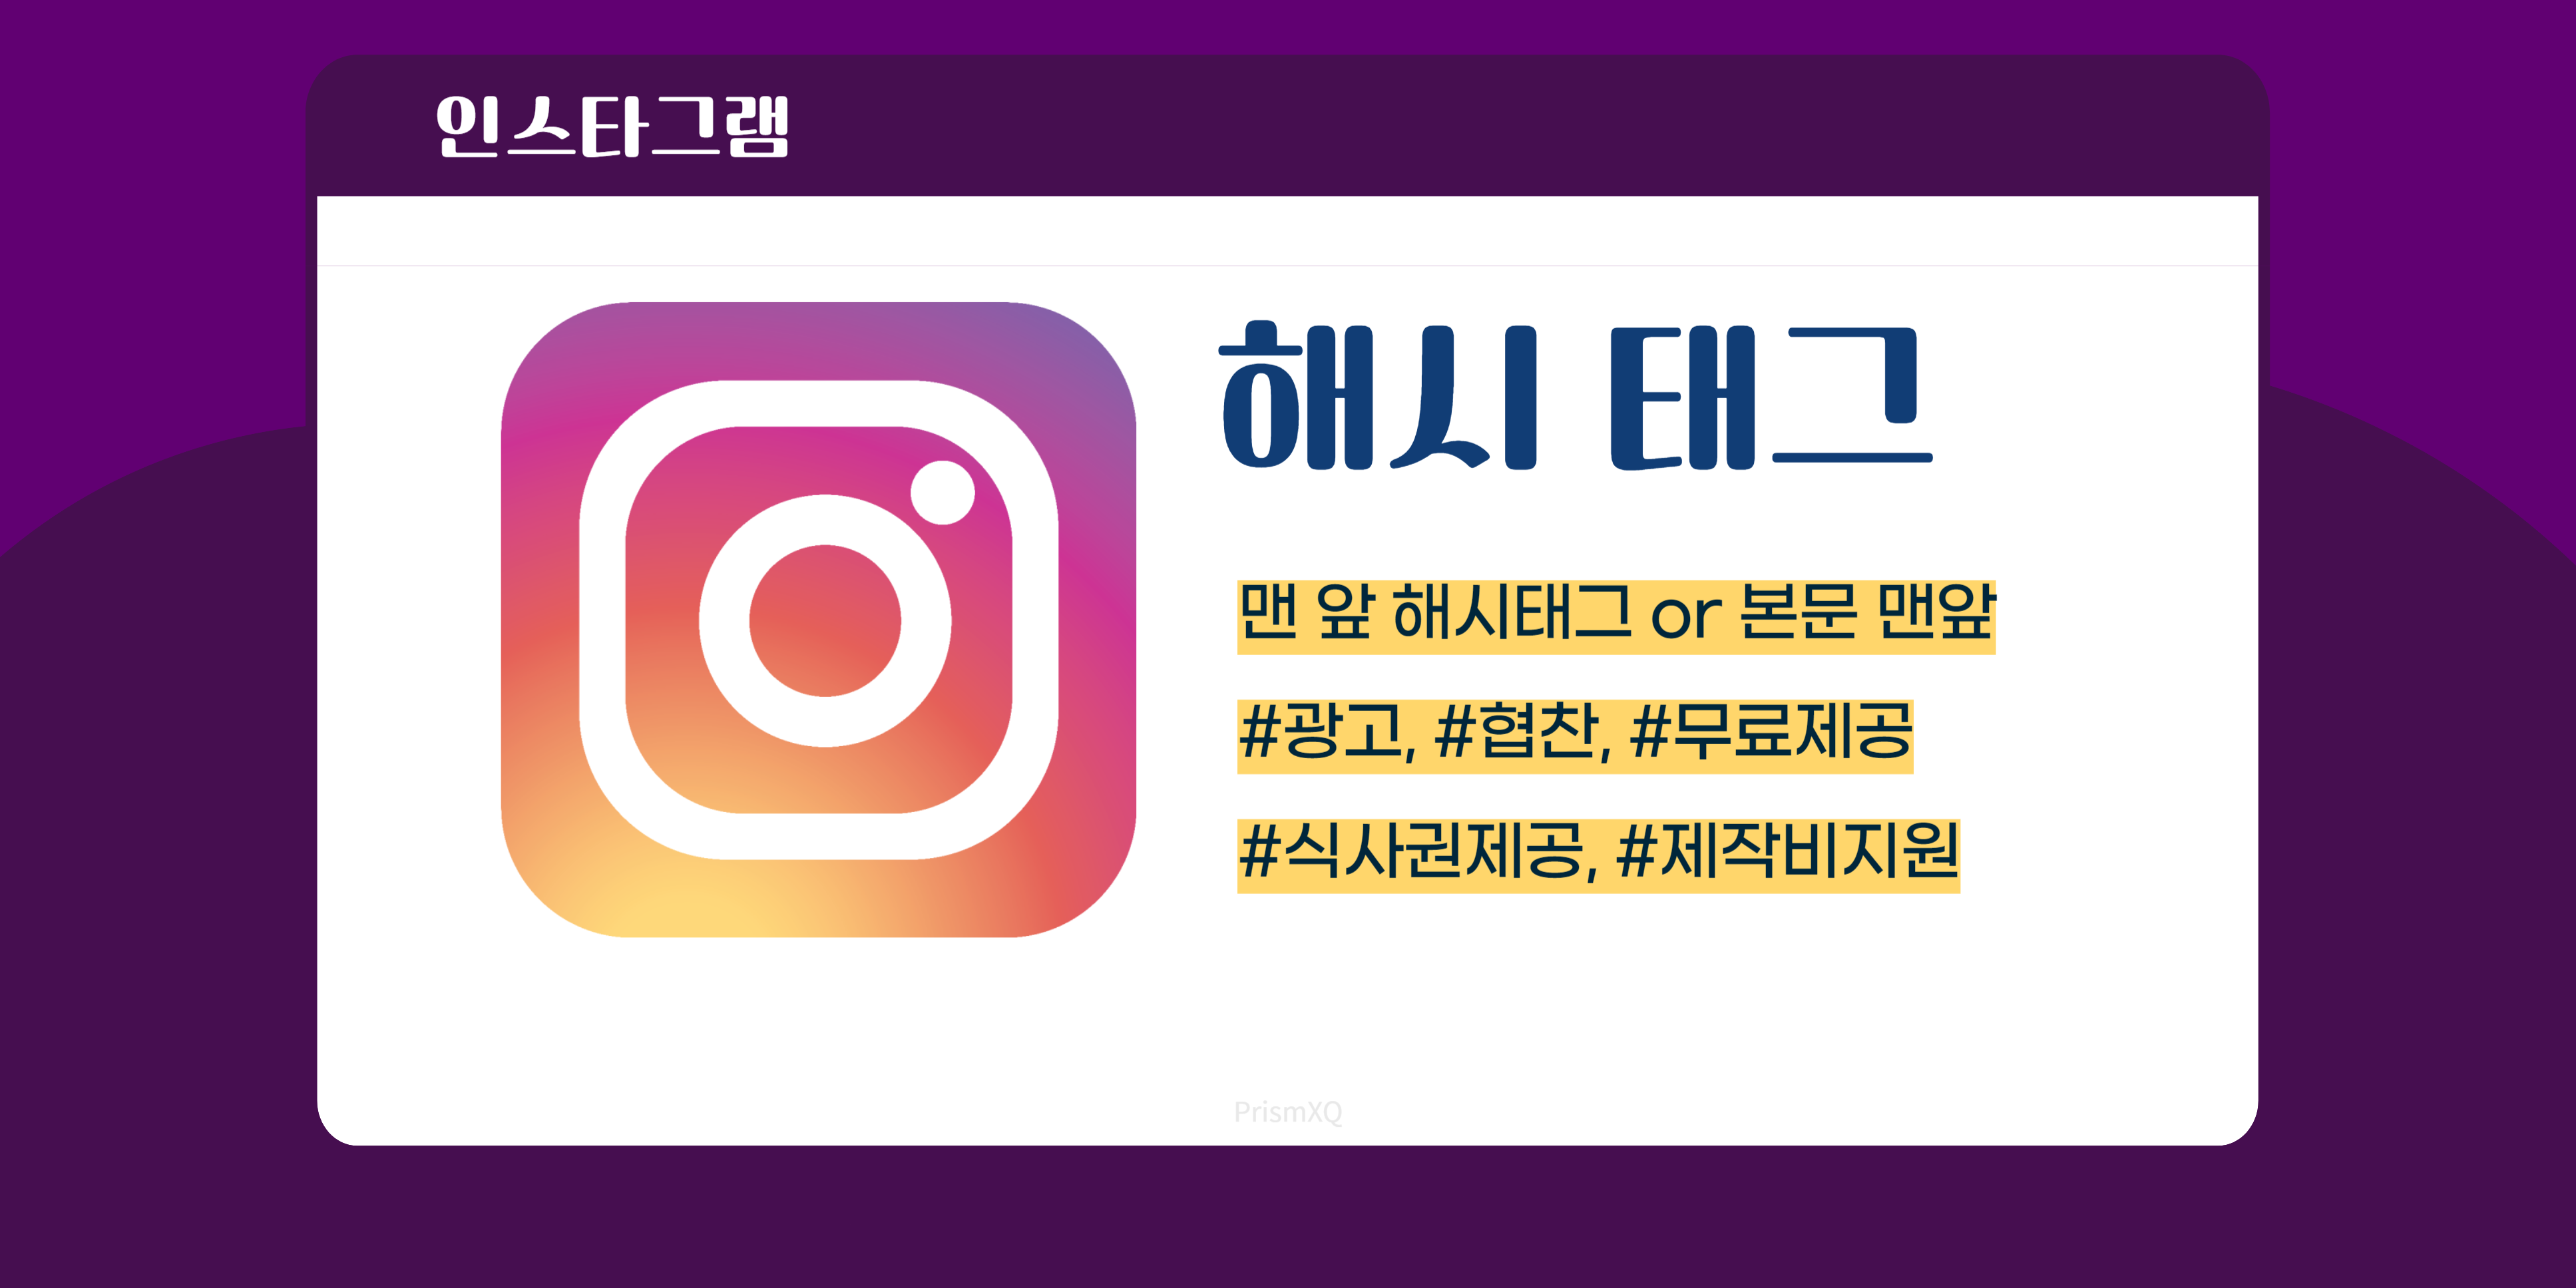 인스타그램
해시 태그
맨 앞 해시태그 or 본문 맨앞
#광고, #협찬, #무료제공
#식사권제공, #제작비지원
PrismXQ